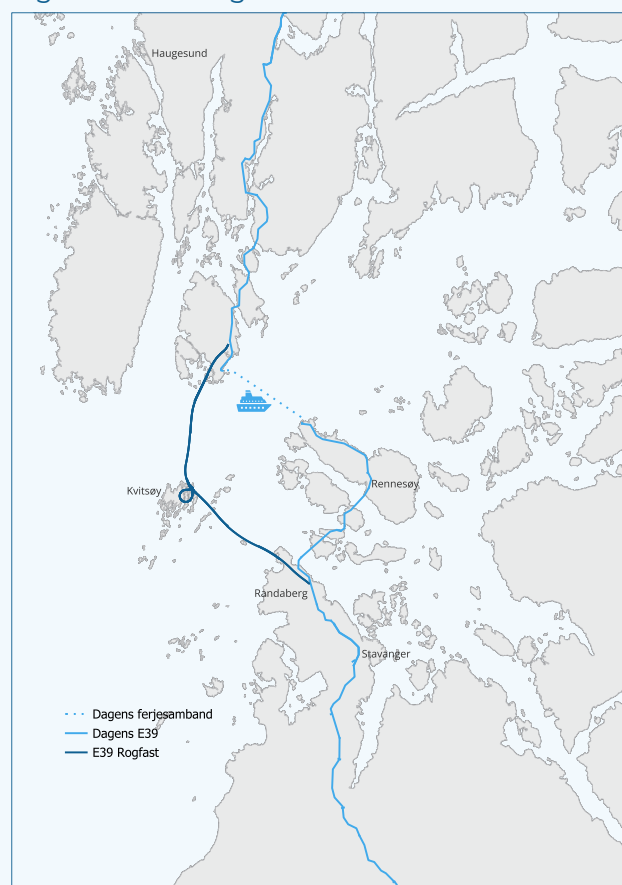 Haugesund
Kvitsøy
Rennesøy
Randaberg
Stavanger
Dagens ferjesamband
Dagens E39
E39 Rogfast